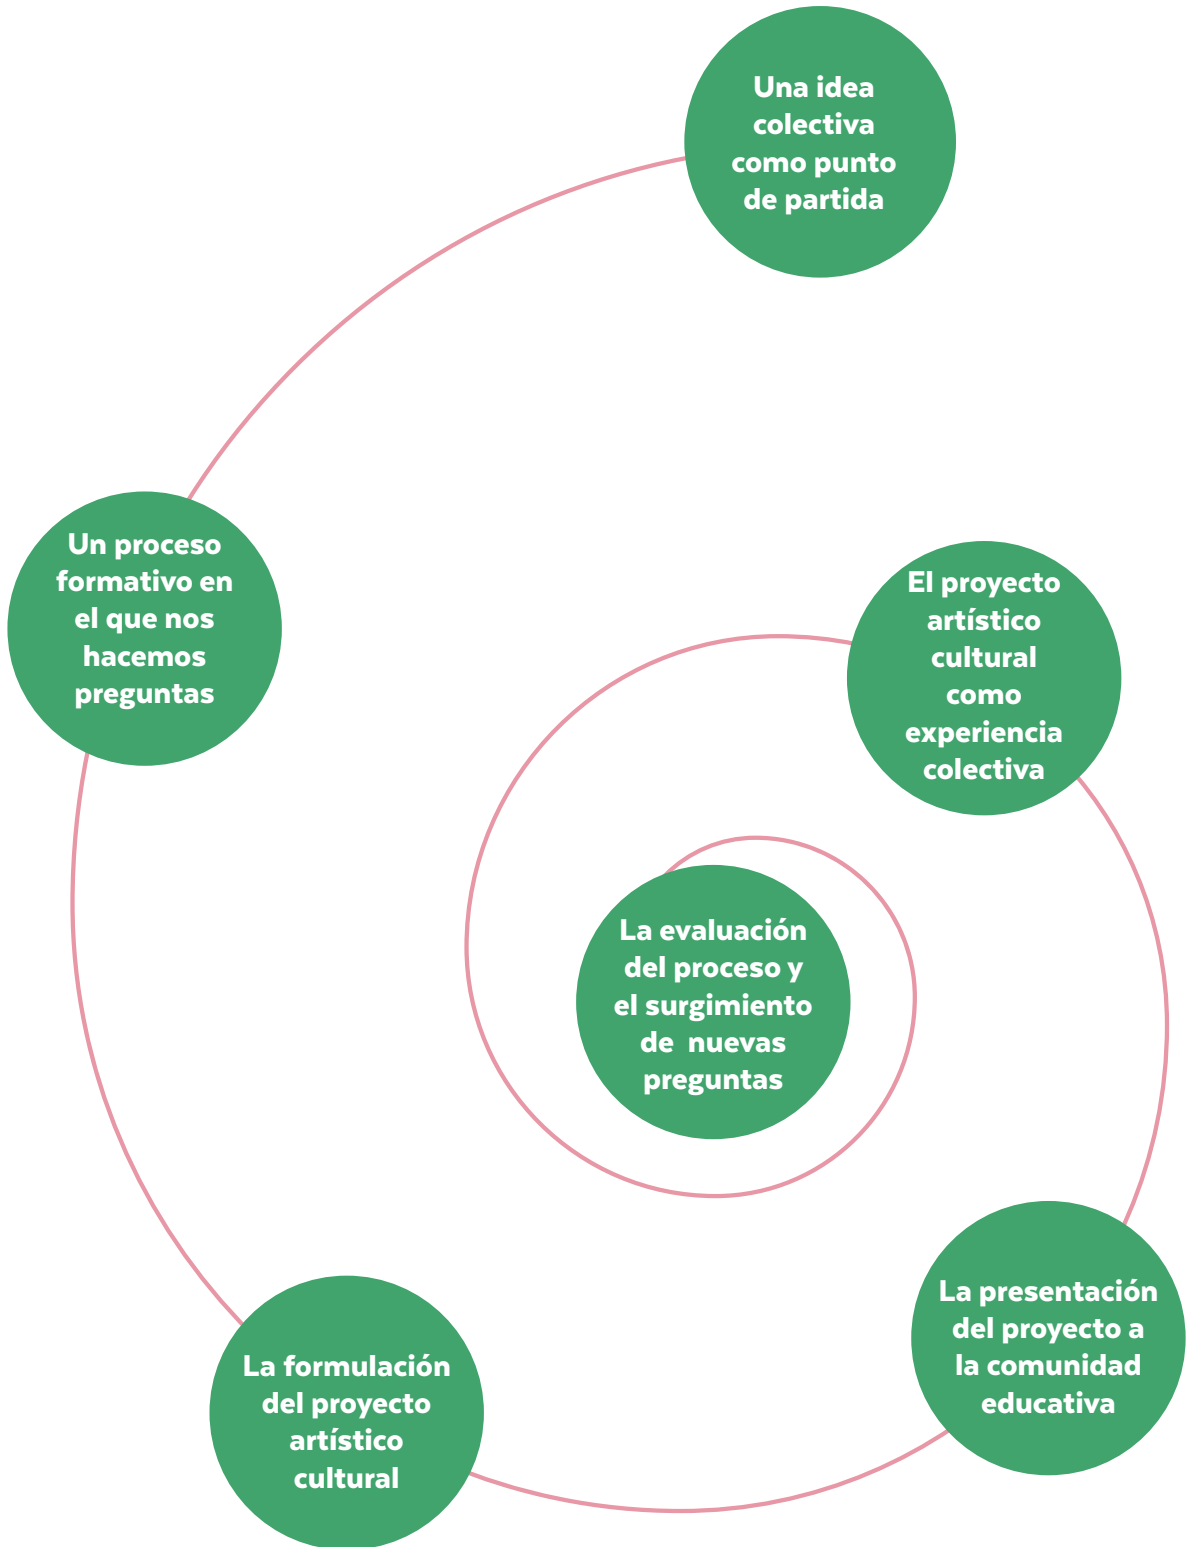 Una idea
colectiva
como punto
de partida
Un proceso
formativo en
el que nos
hacemos
preguntas
La formulación
del proyecto
artístico
cultural
La presentación
del proyecto a
la comunidad
educativa
El proyecto
artístico
cultural
como
experiencia
colectiva
La evaluación
del proceso y
el surgimiento
de nuevas
preguntas